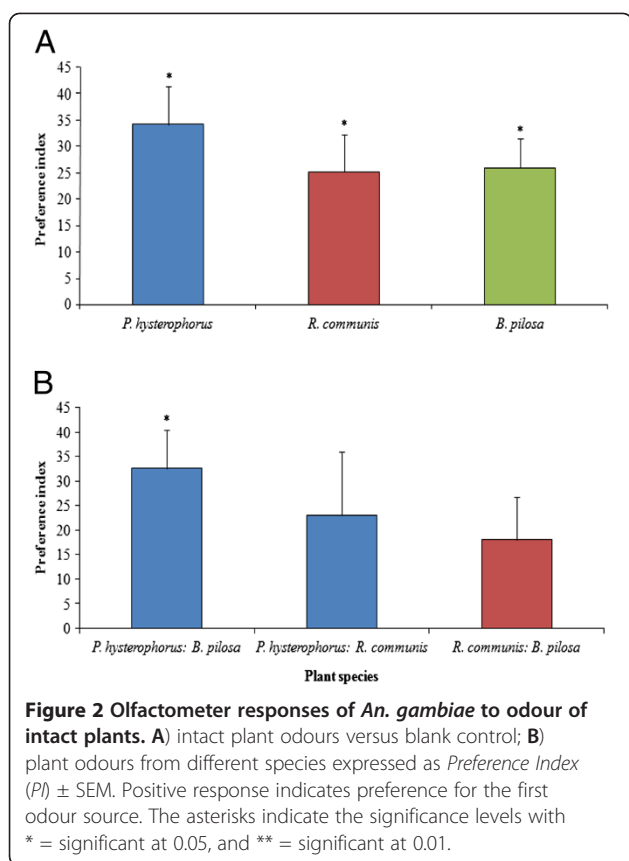 A
*
*
*
Preference index
45
40
35
30
25
20
15
10
5
0
P. hysterophorus
R. communis
B. pilosa
B
*
Preference index
45
40
35
30
25
20
15
10
5
0
P. hysterophorus: B. pilosa
P. hysterophorus: R. communis
R. communis: B. pilosa
Plant species
Figure 2 Olfactometer responses of An. gambiae to odour of
intact plants. A) intact plant odours versus blank control; B)
plant odours from different species expressed as Preference Index
(PI) ± SEM. Positive response indicates preference for the first
odour source. The asterisks indicate the significance levels with
* = significant at 0.05, and ** = significant at 0.01.